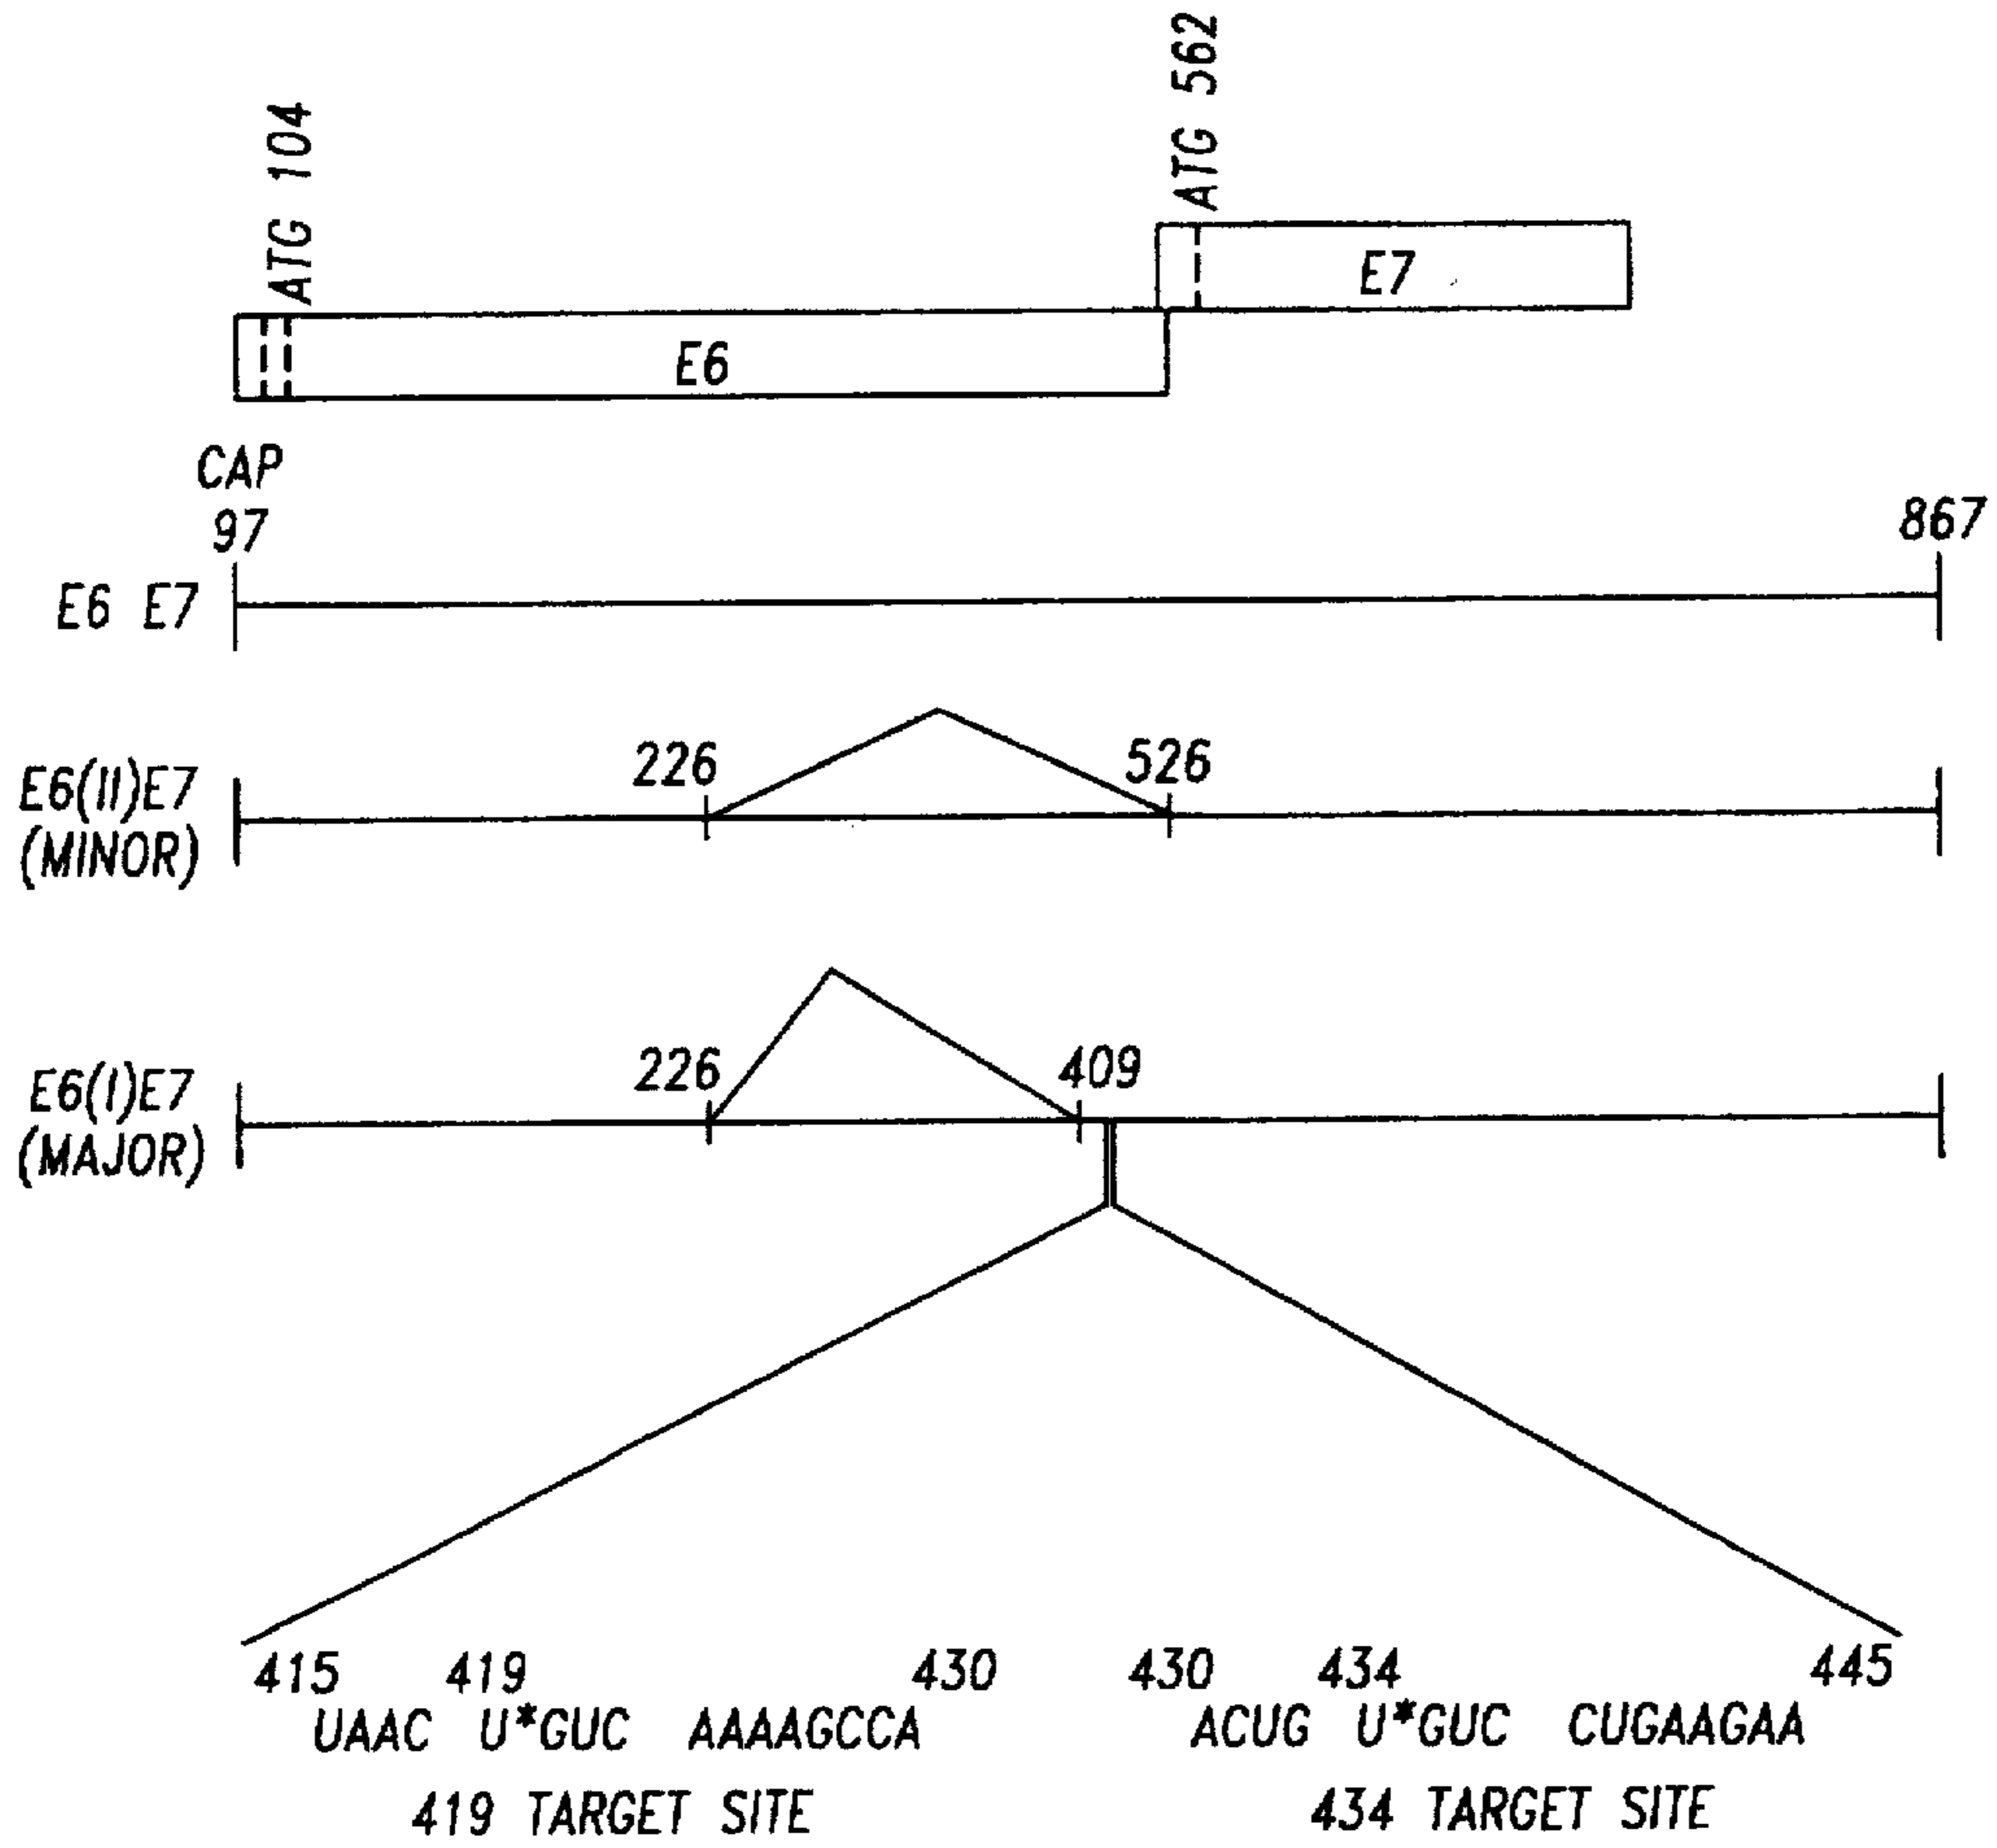 ATG 104
ATG 562
E7
E6
CAP
97
867
E6 E7
226
526
E6(II)E7
(MINOR)
226
409
E6(I)E7
(MAJOR)
415 419 430 430 434 445
UAAC U*GUC AAAAGCCA ACUG U*GUC CUGAAGAA
419 TARGET SITE 434 TARGET SITE